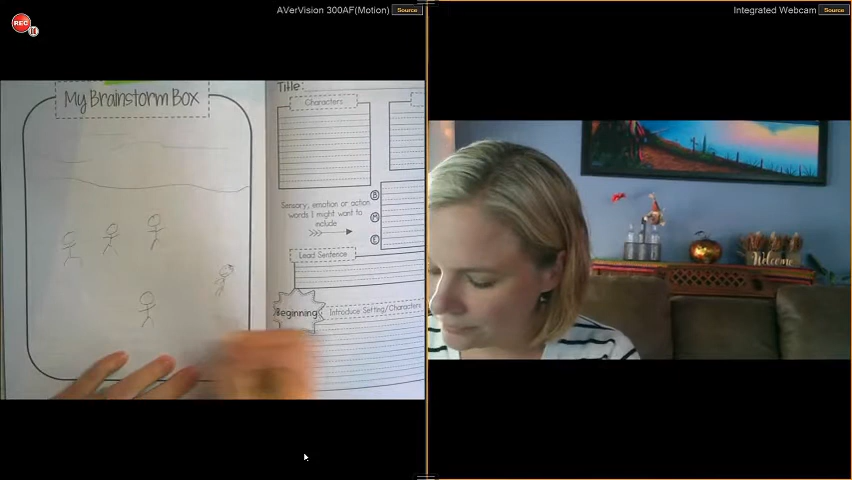 AVerVision 300AF(Motion)
Source
Integrated Webcam
Source
REC
My Brainstorm Box
Title:
Characters
Sensory, emotion or action
words I might want to
include
B
M
E
Lead Sentence
Beginning
Introduce Setting/Characters
Welcome